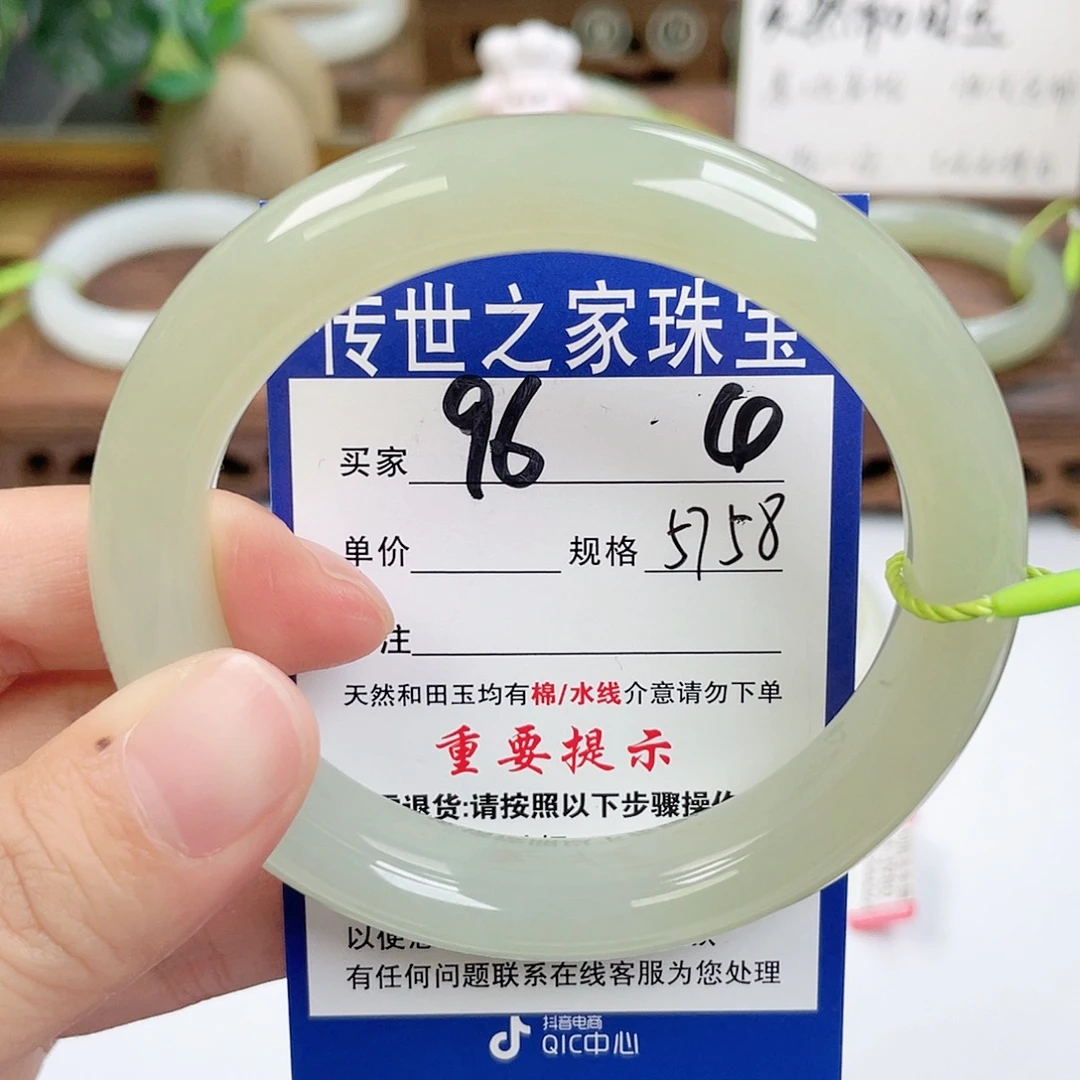 传世之家珠宝
买家 96
单价 规格 5758
注
天然和田玉均有棉/水线介意请勿下单
重要提示
退货:请按照以下步骤操作
以便
有任何问题联系在线客服为您处理
抖音电商
QIC中心